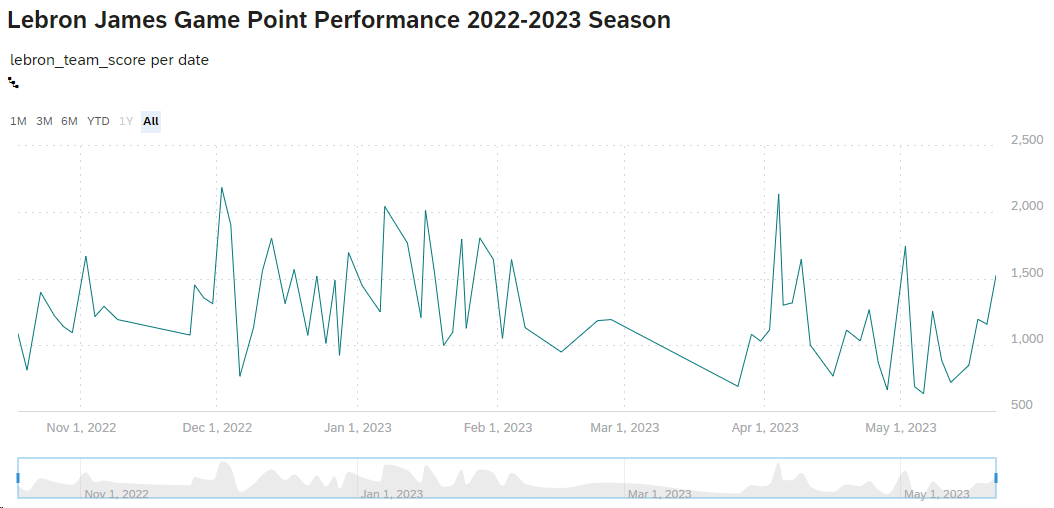 Lebron James Game Point Performance 2022-2023 Season
lebron_team_score per date
1M 3M 6M YTD 1Y All
2,500
2,000
1,500
1,000
500
Nov 1, 2022 Dec 1, 2022 Jan 1, 2023 Feb 1, 2023 Mar 1, 2023 Apr 1, 2023 May 1, 2023
Nov 1, 2022 Jan 1, 2023 Mar 1, 2023 May 1, 2023